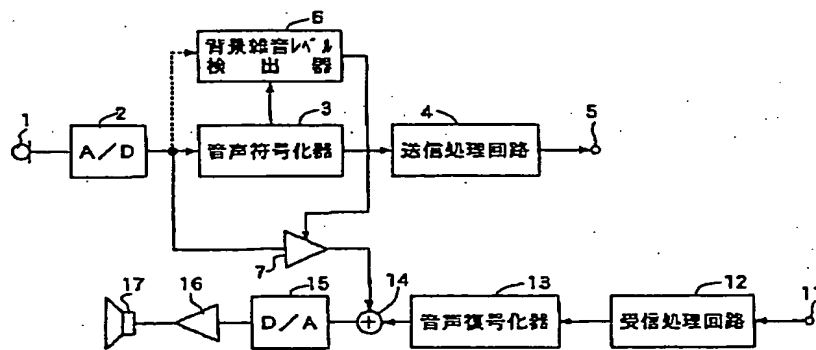 6
背景雑音レベル
検出器
1
2
A/D
3
音声符号化器
4
送信処理回路
5
7
17
16
15
D/A
14
13
音声復号化器
12
受信処理回路
11